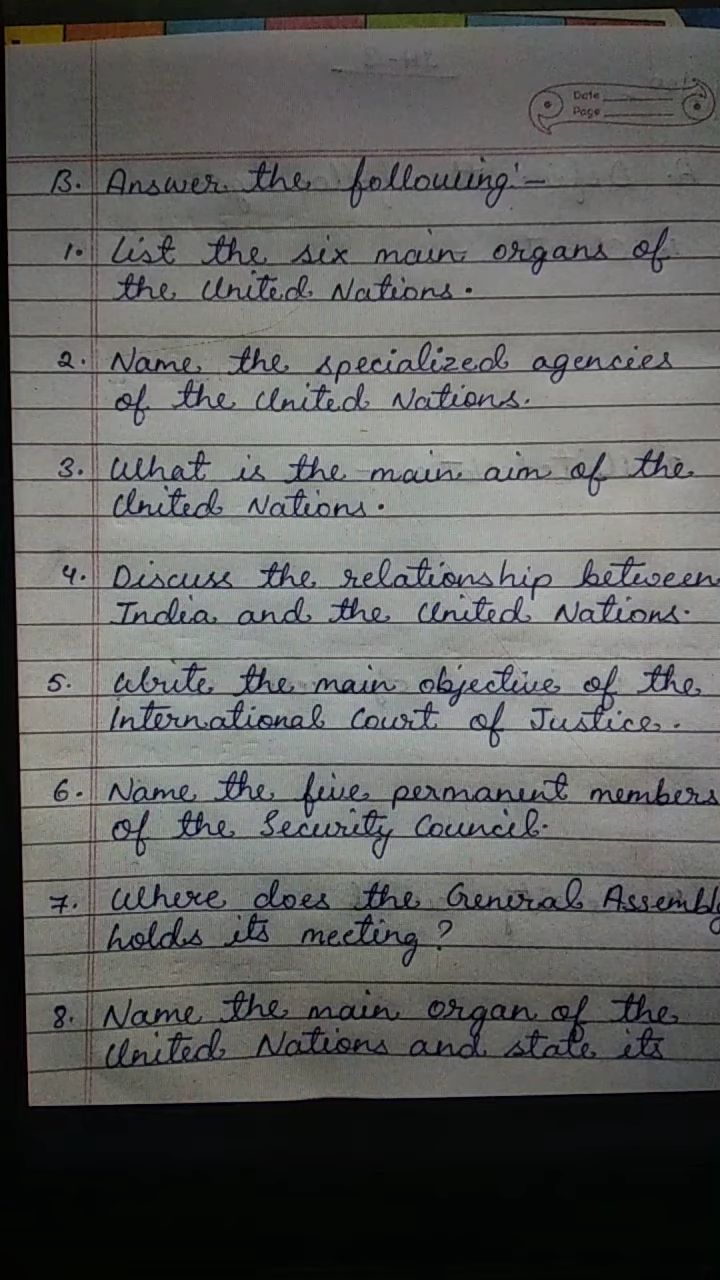 Date
Page
B. Answer the following:-
1. List the six main organs of
the United Nations.
2. Name the specialized agencies
of the United Nations.
3. What is the main aim of the
United Nations.
4. Discuss the relationship between
India and the United Nations.
5. Write the main objective of the
International Court of Justice.
6. Name the five permanent members
of the Security Council.
7. Where does the General Assembly
holds its meeting?
8. Name the main organ of the
United Nations and state its